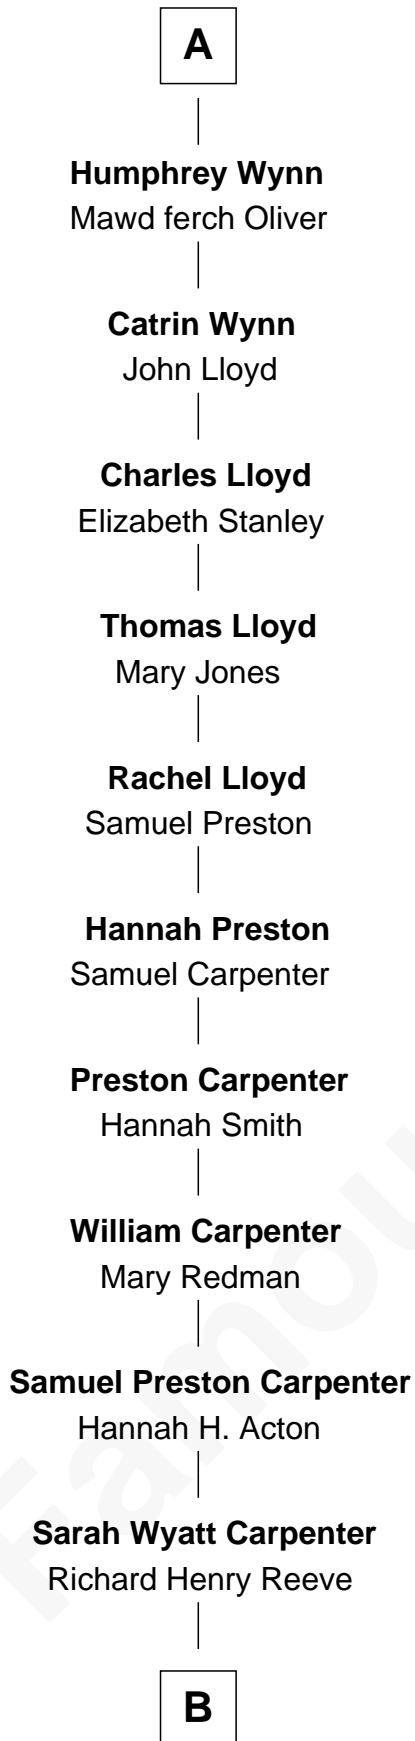 A
Humphrey Wynn
Mawd ferch Oliver
Catrin Wynn
John Lloyd
Charles Lloyd
Elizabeth Stanley
Thomas Lloyd
Mary Jones
Rachel Lloyd
Samuel Preston
Hannah Preston
Samuel Carpenter
Preston Carpenter
Hannah Smith
William Carpenter
Mary Redman
Samuel Preston Carpenter
Hannah H. Acton
Sarah Wyatt Carpenter
Richard Henry Reeve
B